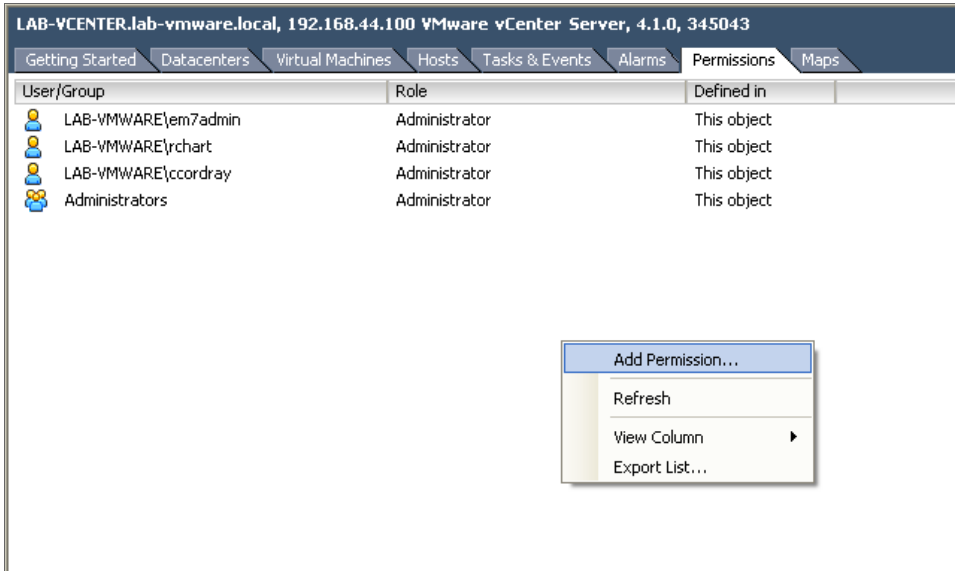 LAB-VCENTER.lab-vmware.local, 192.168.44.100 VMware vCenter Server, 4.1.0, 345043
Getting Started Datacenters Virtual Machines Hosts Tasks & Events Alarms Permissions Maps
User/Group Role Defined in
LAB-VMWARE\em7admin Administrator This object
LAB-VMWARE\rchart Administrator This object
LAB-VMWARE\ccordray Administrator This object
Administrators Administrator This object
Add Permission...
Refresh
View Column
Export List...